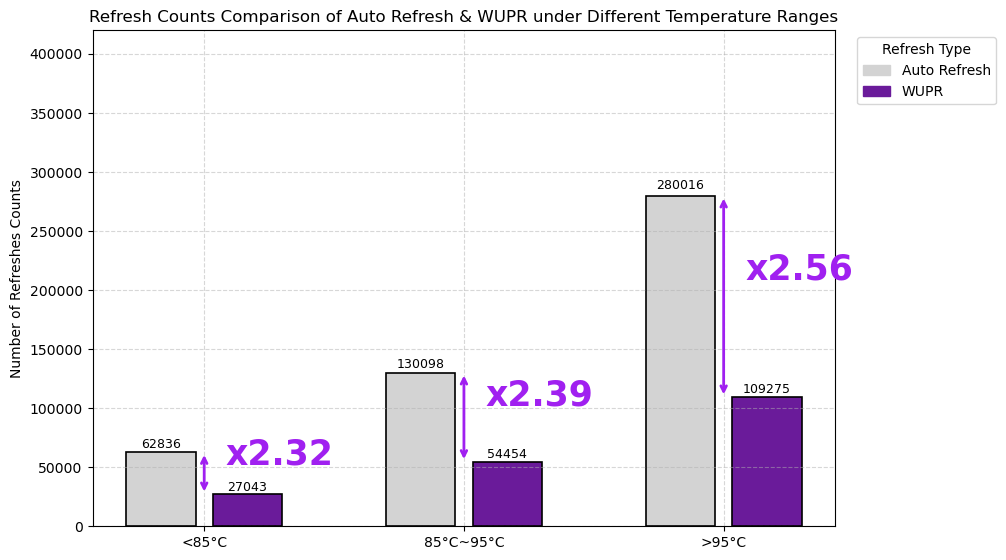 Refresh Counts Comparison of Auto Refresh & WUPR under Different Temperature Ranges
Number of Refreshes Counts
400000
350000
300000
250000
200000
150000
100000
50000
0
62836
27043
x2.32
130098
54454
x2.39
280016
109275
x2.56
<85°C
85°C~95°C
>95°C
Refresh Type
Auto Refresh
WUPR